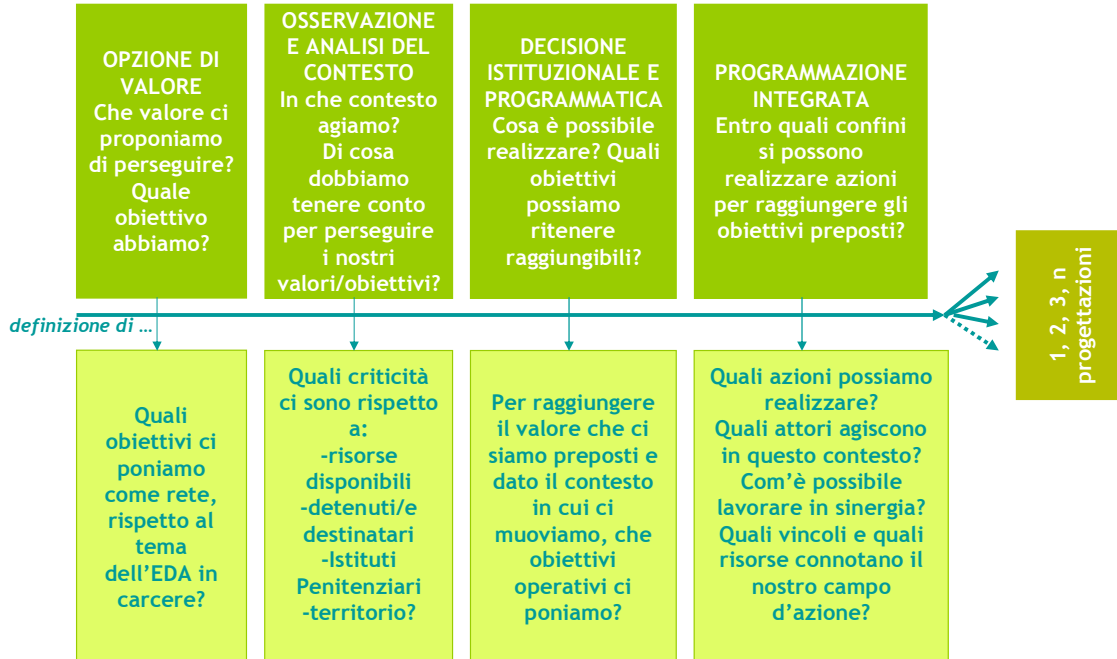 OPZIONE DI
VALORE
Che valore ci
proponiamo
di perseguire?
Quale
obiettivo
abbiamo?
OSSERVAZIONE
E ANALISI DEL
CONTESTO
In che contesto
agiamo?
Di cosa
dobbiamo
tenere conto
per perseguire
i nostri
valori/obiettivi?
DECISIONE
ISTITUZIONALE E
PROGRAMMATICA
Cosa è possibile
realizzare? Quali
obiettivi
possiamo
ritenere
raggiungibili?
PROGRAMMAZIONE
INTEGRATA
Entro quali confini
si possono
realizzare azioni
per raggiungere gli
obiettivi preposti?
1, 2, 3, n
progettazioni
definizione di …
Quali
obiettivi ci
poniamo
come rete,
rispetto al
tema
dell’EDA in
carcere?
Quali criticità
ci sono rispetto
a:
-risorse
disponibili
-detenuti/e
destinatari
-Istituti
Penitenziari
-territorio?
Per raggiungere
il valore che ci
siamo preposti e
dato il contesto
in cui ci
muoviamo, che
obiettivi
operativi ci
poniamo?
Quali azioni possiamo
realizzare?
Quali attori agiscono
in questo contesto?
Com’è possibile
lavorare in sinergia?
Quali vincoli e quali
risorse connotano il
nostro campo
d’azione?